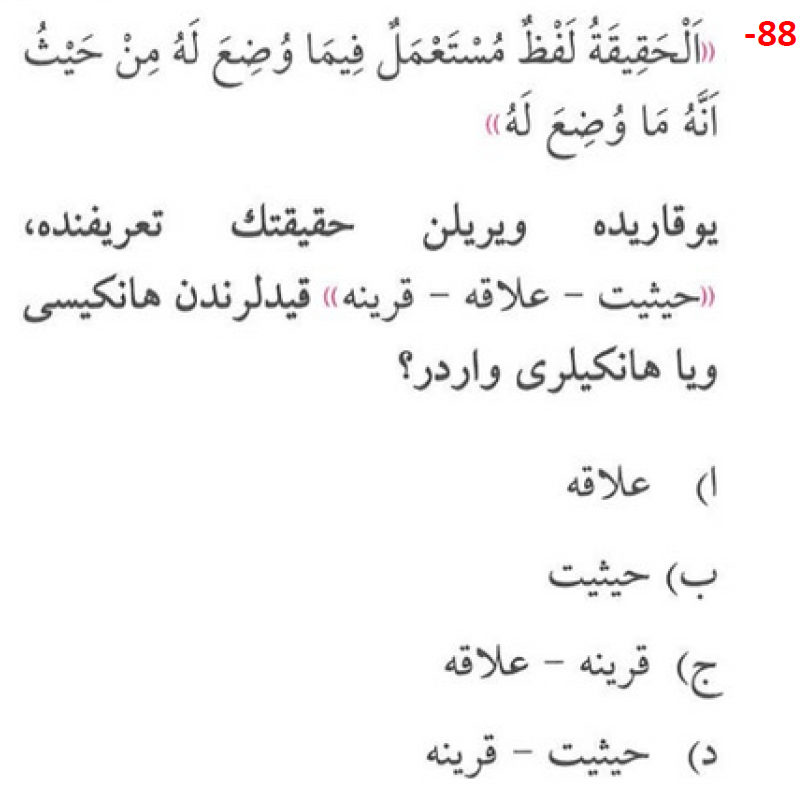 88-
«اَلْحَقِيقَةُ لَفْظٌ مُسْتَعْمَلٌ فِيمَا وُضِعَ لَهُ مِنْ حَيْثُ
اَنَّهُ مَا وُضِعَ لَهُ»
يوقاريده ويريلن حقيقتك تعريفنده،
«حيثيت – علاقه – قرينه» قيدلرندن هانكيسى
ويا هانكيلرى واردر؟
ا) علاقه
ب) حيثيت
ج) قرينه – علاقه
د) حيثيت – قرينه